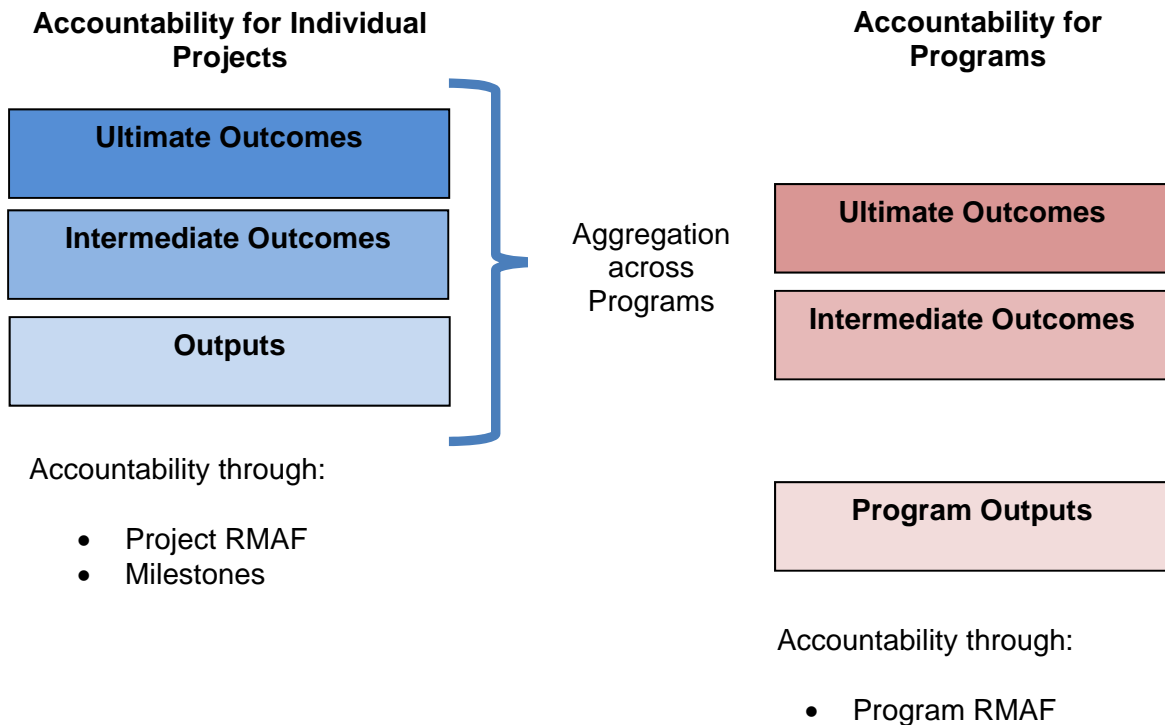 Accountability for Individual
Projects
Ultimate Outcomes
Intermediate Outcomes
Outputs
Accountability through:
• Project RMAF
• Milestones
Aggregation
across
Programs
Accountability for
Programs
Ultimate Outcomes
Intermediate Outcomes
Program Outputs
Accountability through:
• Program RMAF